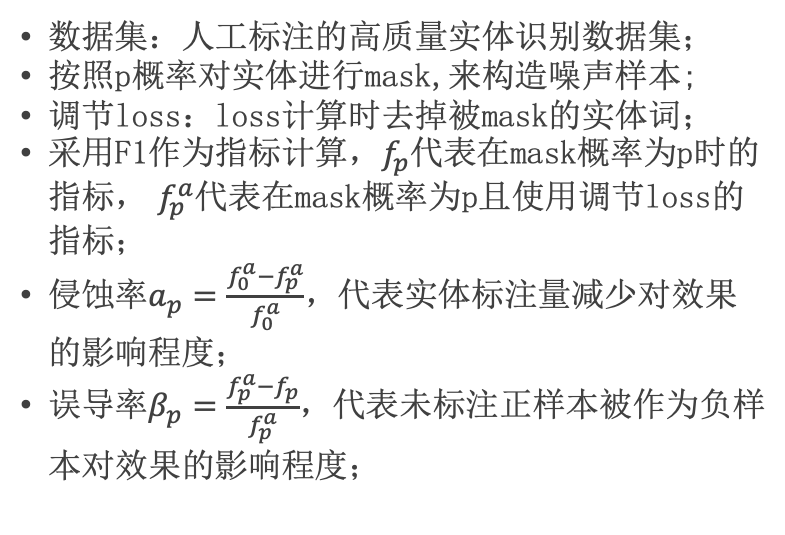 • 数据集：人工标注的高质量实体识别数据集；
• 按照p概率对实体进行mask,来构造噪声样本;
• 调节loss：loss计算时去掉被mask的实体词；
• 采用F1作为指标计算，$f_p$代表在mask概率为p时的
指标， $f_p^a$代表在mask概率为p且使用调节loss的
指标；
• 侵蚀率$a_p = \frac{f_0^a - f_p^a}{f_0^a}$，代表实体标注量减少对效果
的影响程度；
• 误导率$\beta_p = \frac{f_p^a - f_p}{f_p^a}$，代表未标注正样本被作为负样
本对效果的影响程度；